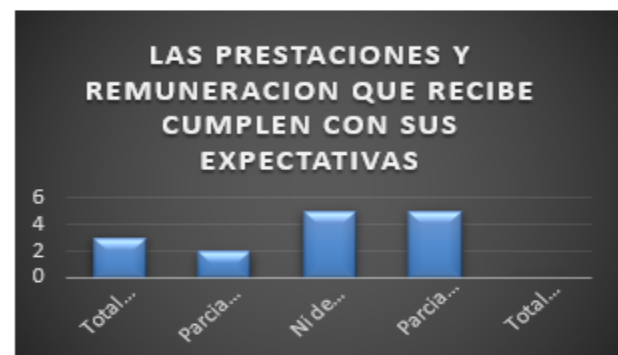 LAS PRESTACIONES Y
REMUNERACION QUE RECIBE
CUMPLEN CON SUS
EXPECTATIVAS
6
4
2
0
Total...
Parcia...
Ni de...
Parcia...
Total...